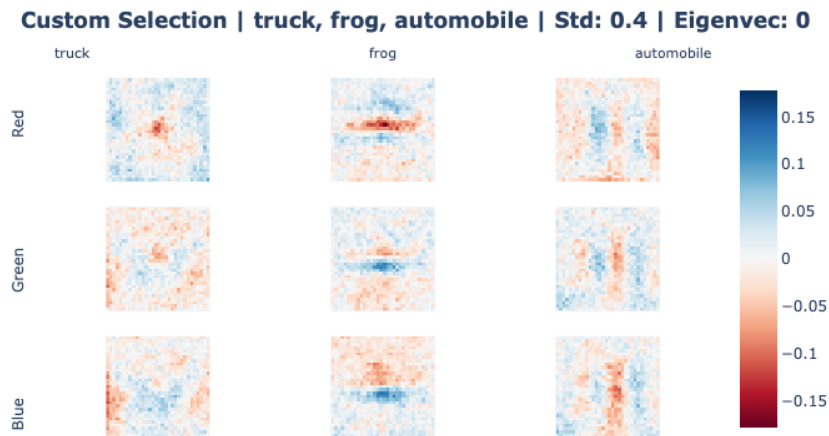 Custom Selection | truck, frog, automobile | Std: 0.4 | Eigenvec: 0
truck frog automobile
Red
Green
Blue
0.15
0.1
0.05
0
−0.05
−0.1
−0.15